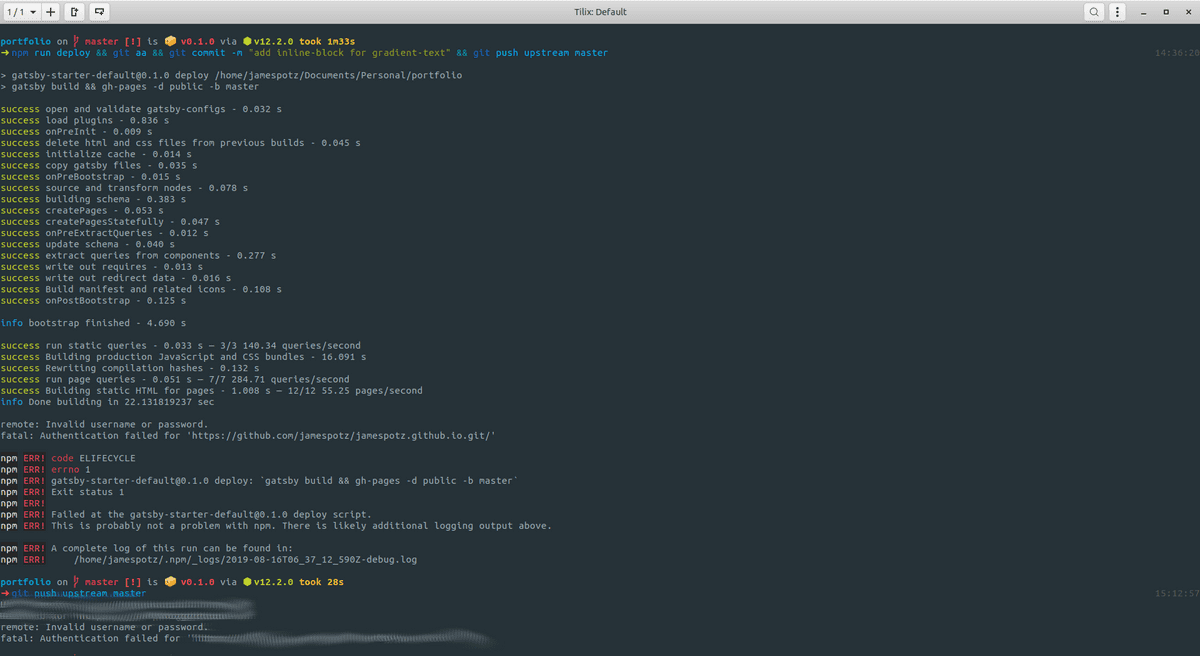 1 / 1
Tilix: Default
portfolio on master [!] is 📦 v0.1.0 via ⬢ v12.2.0 took 1m33s
➜ npm run deploy && git aa && git commit -m "add inline-block for gradient-text" && git push upstream master 14:36:20
> gatsby-starter-default@0.1.0 deploy /home/jamespotz/Documents/Personal/portfolio
> gatsby build && gh-pages -d public -b master
success open and validate gatsby-configs - 0.032 s
success load plugins - 0.836 s
success onPreInit - 0.009 s
success delete html and css files from previous builds - 0.045 s
success initialize cache - 0.014 s
success copy gatsby files - 0.035 s
success onPreBootstrap - 0.015 s
success source and transform nodes - 0.078 s
success building schema - 0.383 s
success createPages - 0.053 s
success createPagesStatefully - 0.047 s
success onPreExtractQueries - 0.012 s
success update schema - 0.040 s
success extract queries from components - 0.277 s
success write out requires - 0.013 s
success write out redirect data - 0.016 s
success Build manifest and related icons - 0.108 s
success onPostBootstrap - 0.125 s
info bootstrap finished - 4.690 s
success run static queries - 0.033 s — 3/3 140.34 queries/second
success Building production JavaScript and CSS bundles - 16.091 s
success Rewriting compilation hashes - 0.132 s
success run page queries - 0.051 s — 7/7 284.71 queries/second
success Building static HTML for pages - 1.008 s — 12/12 55.25 pages/second
info Done building in 22.131819237 sec
remote: Invalid username or password.
fatal: Authentication failed for 'https://github.com/jamespotz/jamespotz.github.io.git/'
npm ERR! code ELIFECYCLE
npm ERR! errno 1
npm ERR! gatsby-starter-default@0.1.0 deploy: `gatsby build && gh-pages -d public -b master`
npm ERR! Exit status 1
npm ERR!
npm ERR! Failed at the gatsby-starter-default@0.1.0 deploy script.
npm ERR! This is probably not a problem with npm. There is likely additional logging output above.
npm ERR! A complete log of this run can be found in:
npm ERR! /home/jamespotz/.npm/_logs/2019-08-16T06_37_12_590Z-debug.log
portfolio on master [!] is 📦 v0.1.0 via ⬢ v12.2.0 took 28s
➜ git push upstream master 15:12:57
remote: Invalid username or password.
fatal: Authentication failed for '